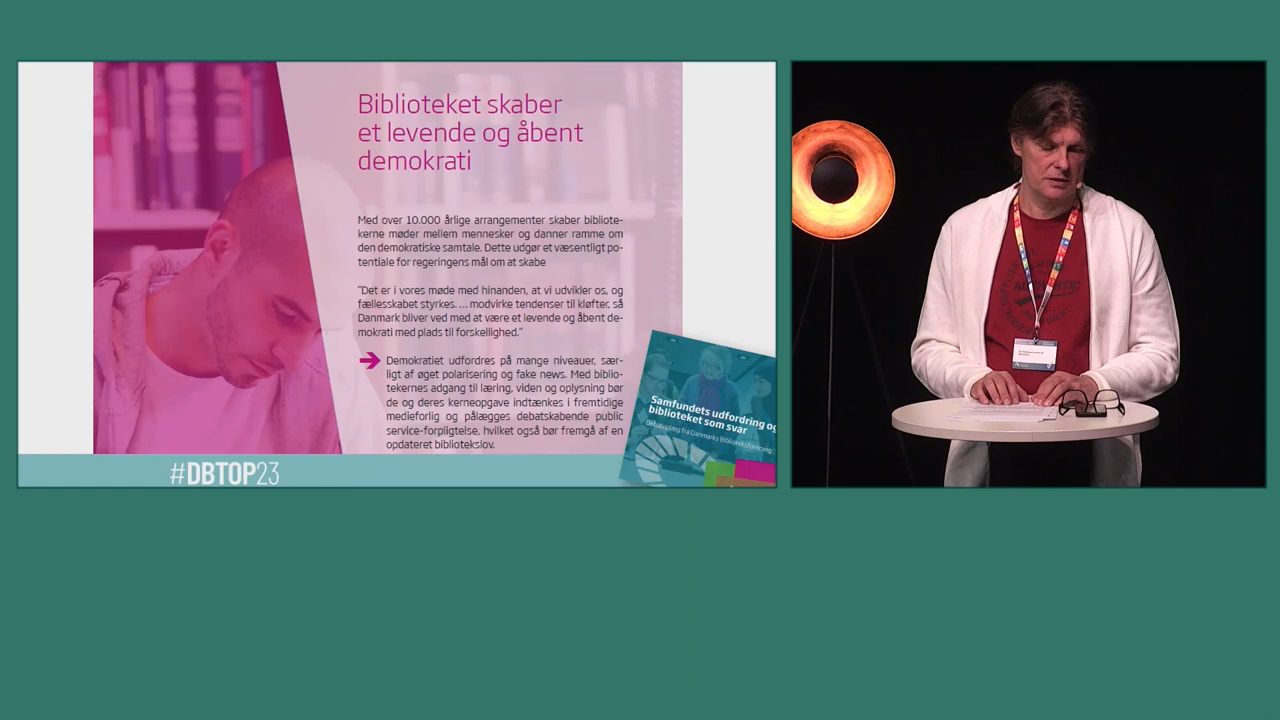 Biblioteket skaber
et levende og åbent
demokrati
Med over 10.000 årlige arrangementer skaber bibliote-
kerne møder mellem mennesker og danner ramme om
den demokratiske samtale. Dette udgør et væsentligt po-
tentiale for regeringens mål om at skabe
“Det er i vores møde med hinanden, at vi udvikler os, og
fællesskabet styrkes. ... modvirke tendenser til kløfter, så
Danmark bliver ved med at være et levende og åbent de-
mokrati med plads til forskellighed.”
Demokratiet udfordres på mange niveauer, sær-
ligt af øget polarisering og fake news. Med biblio-
tekernes adgang til læring, viden og oplysning bør
de og deres kerneopgave indtænkes i fremtidige
medieforlig og pålægges debatskabende public
service-forpligtelse, hvilket også bør fremgå af en
opdateret bibliotekslov.
Samfundets udfordring og
biblioteket som svar
Debatoplæg fra Danmarks Biblioteksforening
#DBTOP23
AUTHENTIC